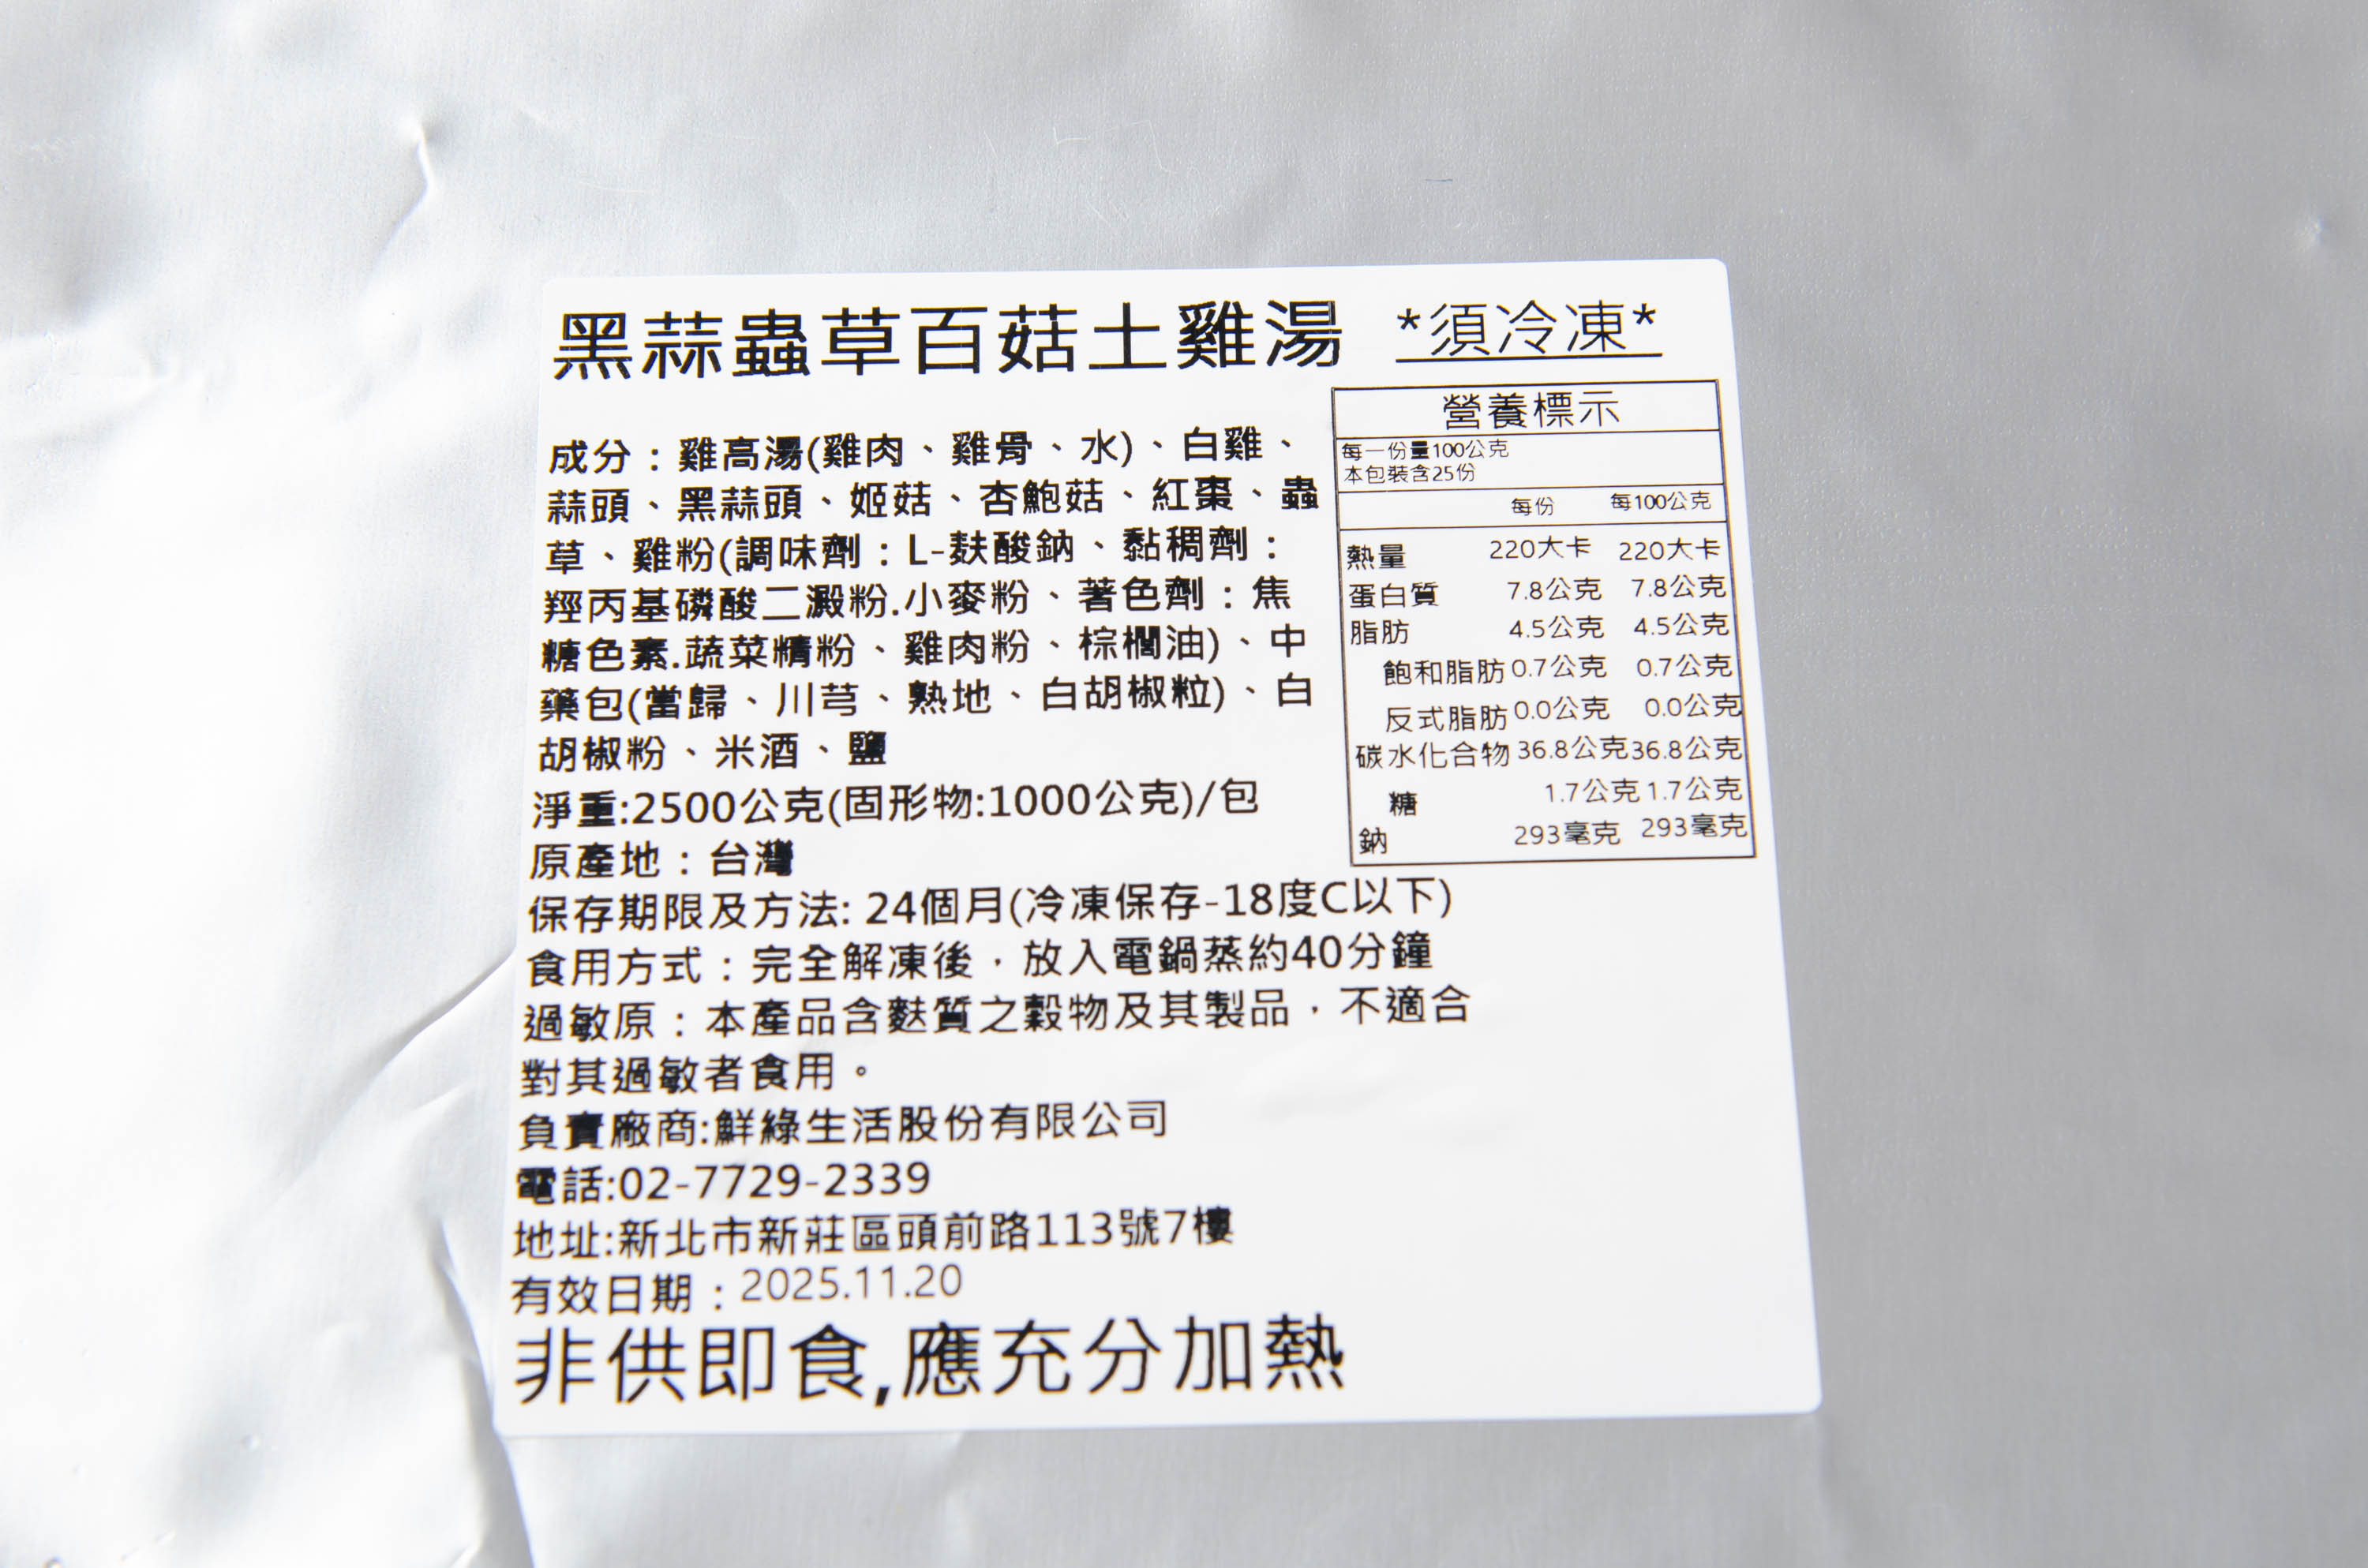 黑蒜蟲草百菇土雞湯 *須冷凍*
成分：雞高湯(雞肉、雞骨、水)、白雞、
蒜頭、黑蒜頭、姬菇、杏鮑菇、紅棗、蟲
草、雞粉(調味劑：L-麩酸鈉、黏稠劑：
羥丙基磷酸二澱粉.小麥粉、著色劑：焦
糖色素.蔬菜精粉、雞肉粉、棕櫚油)、中
藥包(當歸、川芎、熟地、白胡椒粒)、白
胡椒粉、米酒、鹽
淨重:2500公克(固形物:1000公克)/包
原產地：台灣
營養標示
每一份量100公克
本包裝含25份
每份 每100公克
熱量 220大卡 220大卡
蛋白質 7.8公克 7.8公克
脂肪 4.5公克 4.5公克
飽和脂肪 0.7公克 0.7公克
反式脂肪 0.0公克 0.0公克
碳水化合物 36.8公克 36.8公克
糖 1.7公克 1.7公克
鈉 293毫克 293毫克
保存期限及方法: 24個月(冷凍保存-18度C以下)
食用方式：完全解凍後，放入電鍋蒸約40分鐘
過敏原：本產品含麩質之穀物及其製品，不適合
對其過敏者食用。
負責廠商:鮮綠生活股份有限公司
電話:02-7729-2339
地址:新北市新莊區頭前路113號7樓
有效日期：2025.11.20
非供即食,應充分加熱